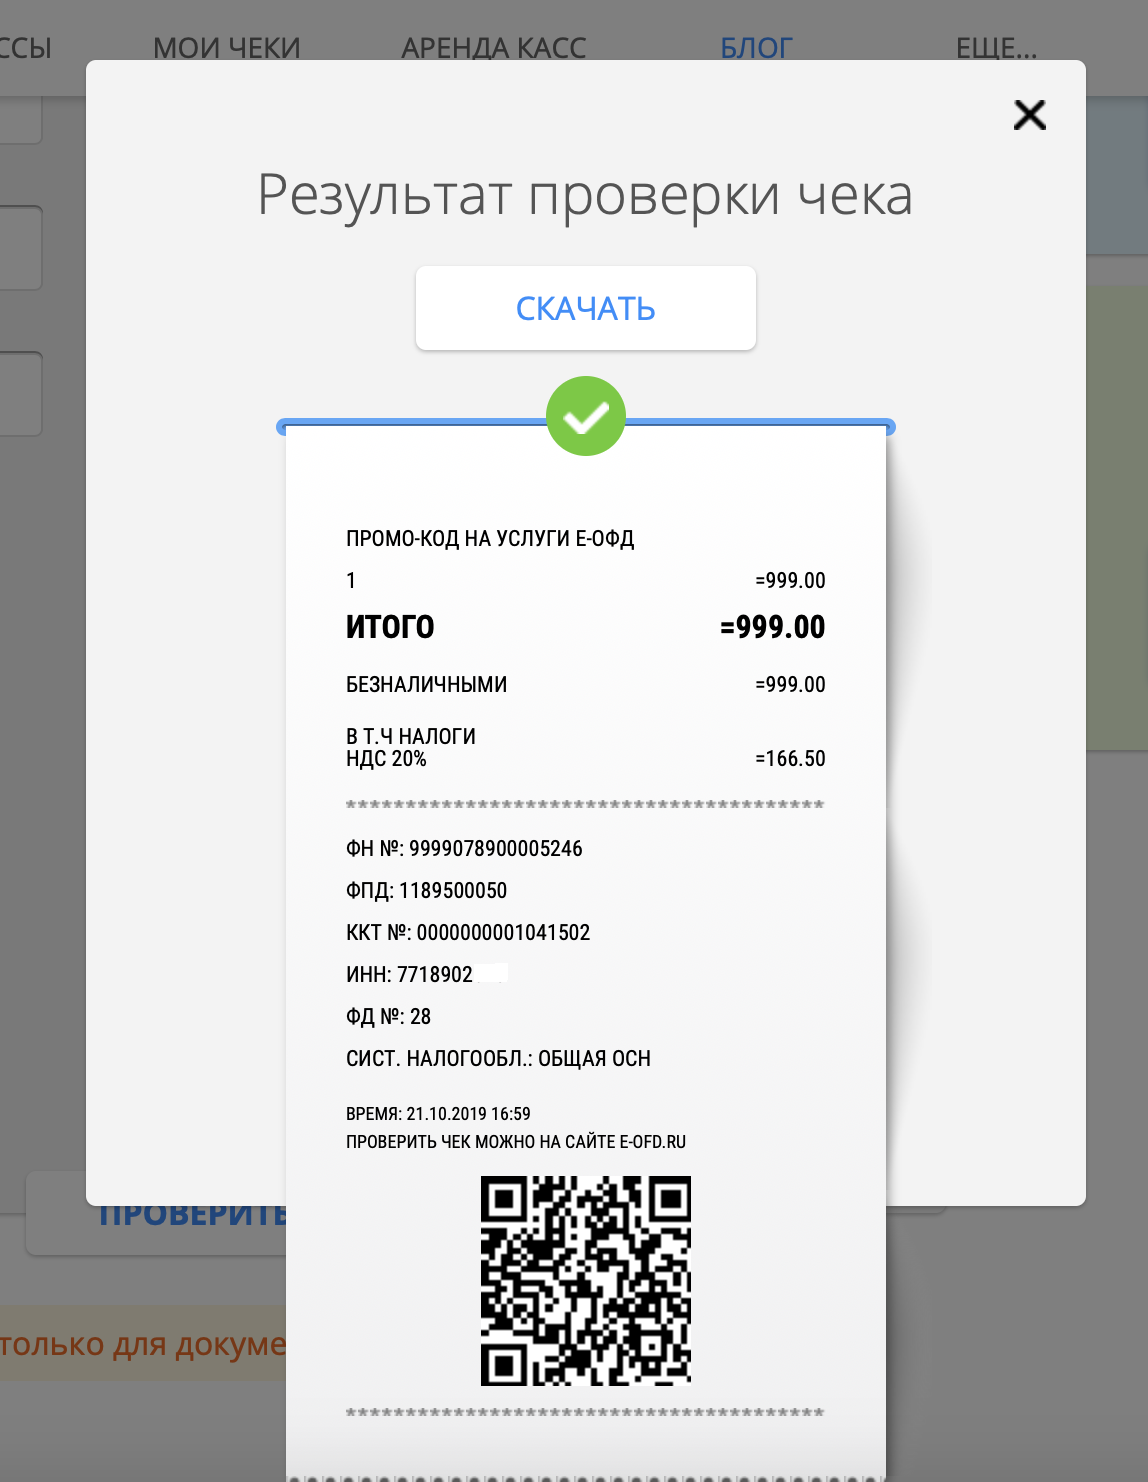 ССЫ МОИ ЧЕКИ АРЕНДА КАСС БЛОГ ЕЩЕ...
Результат проверки чека
СКАЧАТЬ
ПРОМО-КОД НА УСЛУГИ Е-ОФД
1 =999.00
ИТОГО =999.00
БЕЗНАЛИЧНЫМИ =999.00
В Т.Ч НАЛОГИ
НДС 20% =166.50
****************************************
ФН №: 9999078900005246
ФПД: 1189500050
ККТ №: 0000000001041502
ИНН: 7718902
ФД №: 28
СИСТ. НАЛОГООБЛ.: ОБЩАЯ ОСН
ВРЕМЯ: 21.10.2019 16:59
ПРОВЕРИТЬ ЧЕК МОЖНО НА САЙТЕ E-OFD.RU
ПРОВЕРИТЬ
только для докуме
****************************************